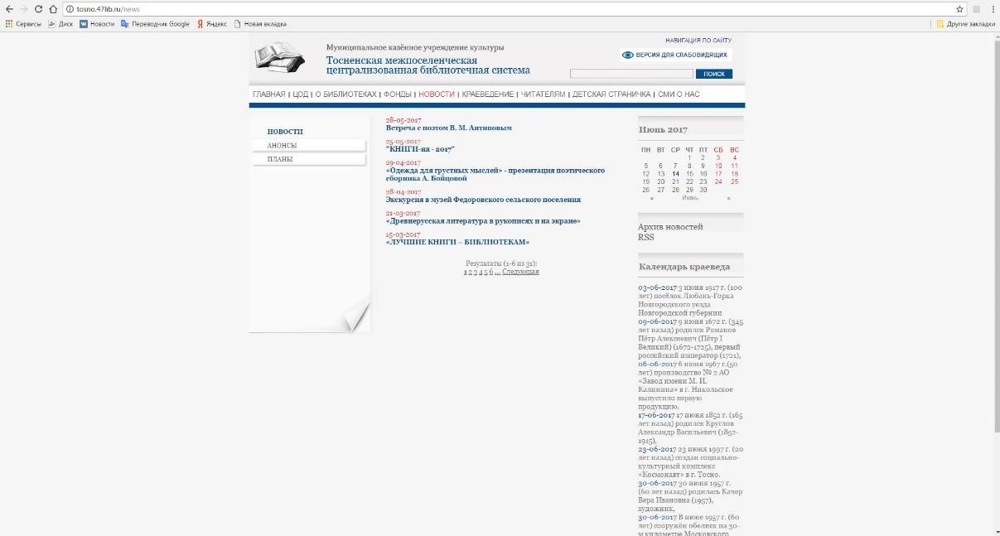 tosno.47lib.ru/news
Сервисы Диск Новости Переводчик Google Яндекс Новая вкладка Другие закладки
НАВИГАЦИЯ ПО САЙТУ
Муниципальное казённое учреждение культуры
ВЕРСИЯ ДЛЯ СЛАБОВИДЯЩИХ
Тосненская межпоселенческая
централизованная библиотечная система
ПОИСК
ГЛАВНАЯ | ЦОД | О БИБЛИОТЕКАХ | ФОНДЫ | НОВОСТИ | КРАЕВЕДЕНИЕ | ЧИТАТЕЛЯМ | ДЕТСКАЯ СТРАНИЧКА | СМИ О НАС
НОВОСТИ
АНОНСЫ
ПЛАНЫ
28-05-2017
Встреча с поэтом В. М. Антиповым
25-05-2017
"КНИГИ-ня - 2017"
29-04-2017
«Одежда для грустных мыслей» - презентация поэтического
сборника А. Бойцовой
28-04-2017
Экскурсия в музей Федоровского сельского поселения
21-03-2017
«Древнерусская литература в рукописях и на экране»
15-03-2017
«ЛУЧШИЕ КНИГИ – БИБЛИОТЕКАМ»
Результаты (1-6 из 31):
1 2 3 4 5 6 ... Следующая
Июнь 2017
ПН ВТ СР ЧТ ПТ СБ ВС
1 2 3 4
5 6 7 8 9 10 11
12 13 14 15 16 17 18
19 20 21 22 23 24 25
26 27 28 29 30
« Июнь »
Архив новостей
RSS
Календарь краеведа
03-06-2017 3 июня 1917 г. (100
лет) посёлок Любань-Горка
Новгородского уезда
Новгородской губернии
09-06-2017 9 июня 1672 г. (345
лет назад) родился Романов
Пётр Алексеевич (Пётр I
Великий) (1672-1725), первый
российский император (1721),
06-06-2017 6 июня 1967 г.(50
лет) производство № 2 АО
«Завод имени М. И.
Калинина» в г. Никольское
выпустило первую
продукцию.
17-06-2017 17 июня 1852 г. (165
лет назад) родился Круглов
Александр Васильевич (1852-
1915),
23-06-2017 23 июня 1997 г. (20
лет назад) создан социально-
культурный комплекс
«Космонавт» в г. Тосно.
30-06-2017 30 июня 1957 г.
(60 лет назад) родилась Качер
Вера Ивановна (1957),
художник,
30-06-2017 В июне 1957 г. (60
лет) сооружён обелиск на 30-
м километре Московского